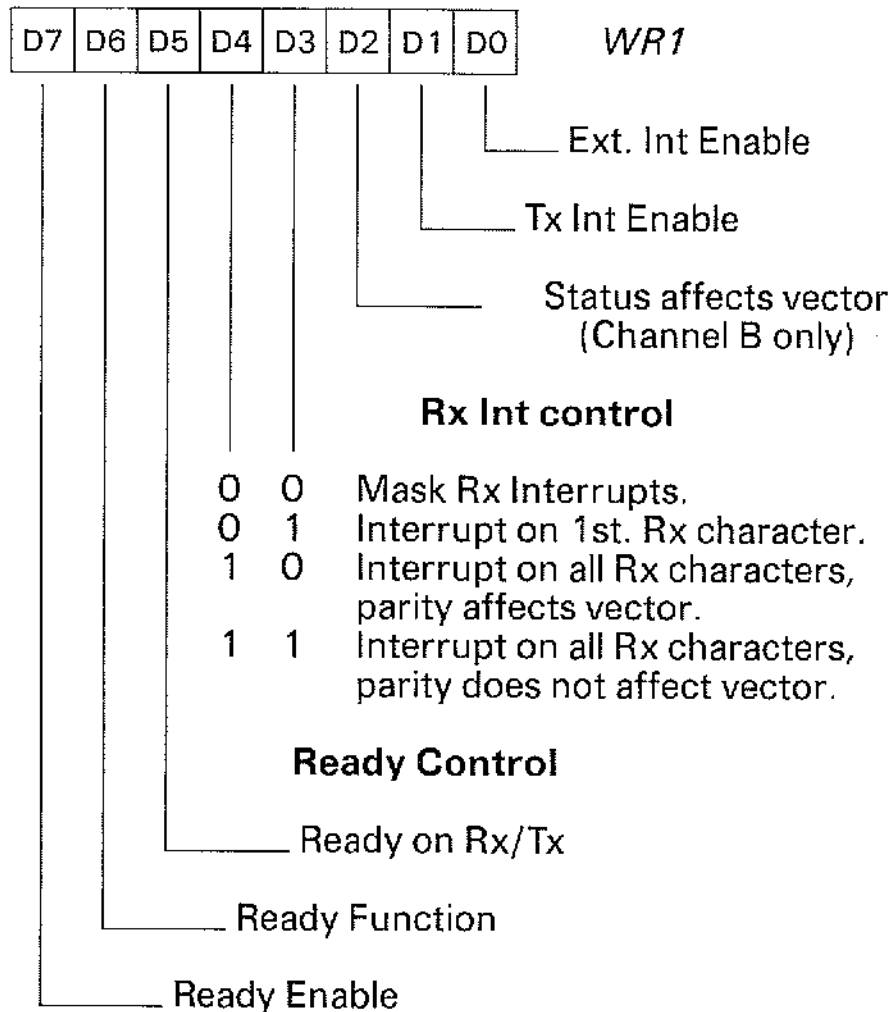 D7 D6 D5 D4 D3 D2 D1 D0 WR1
Ext. Int Enable
Tx Int Enable
Status affects vector
(Channel B only)
Rx Int control
0 0 Mask Rx Interrupts.
0 1 Interrupt on 1st. Rx character.
1 0 Interrupt on all Rx characters,
parity affects vector.
1 1 Interrupt on all Rx characters,
parity does not affect vector.
Ready Control
Ready on Rx/Tx
Ready Function
Ready Enable